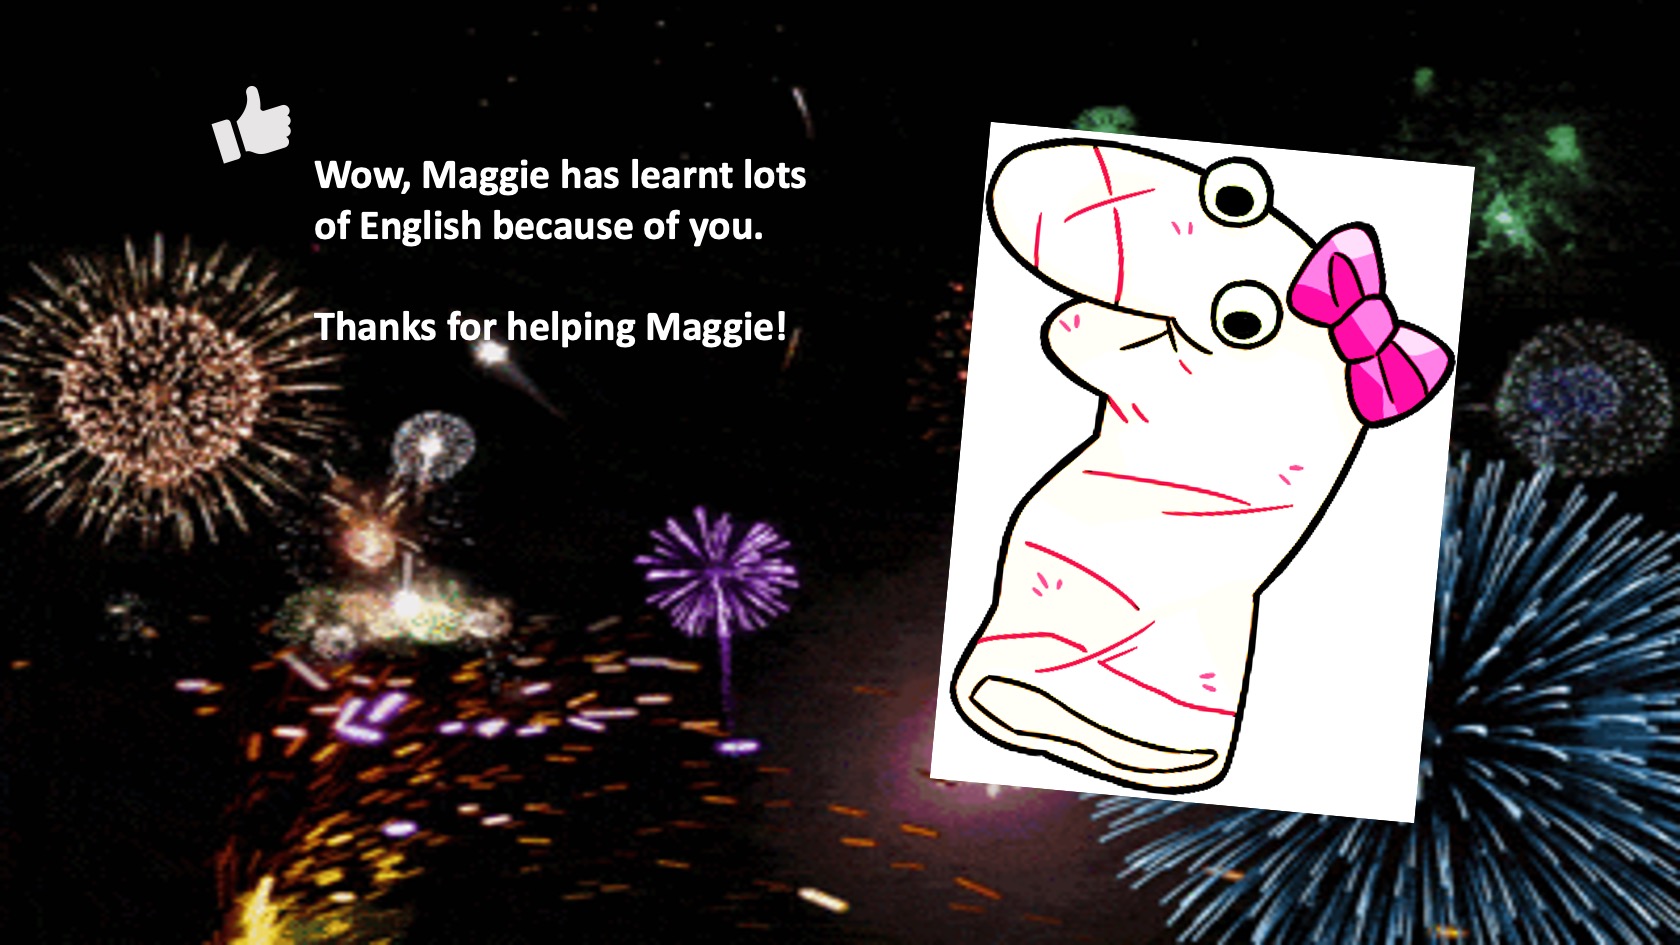 Wow, Maggie has learnt lots
of English because of you.
Thanks for helping Maggie!